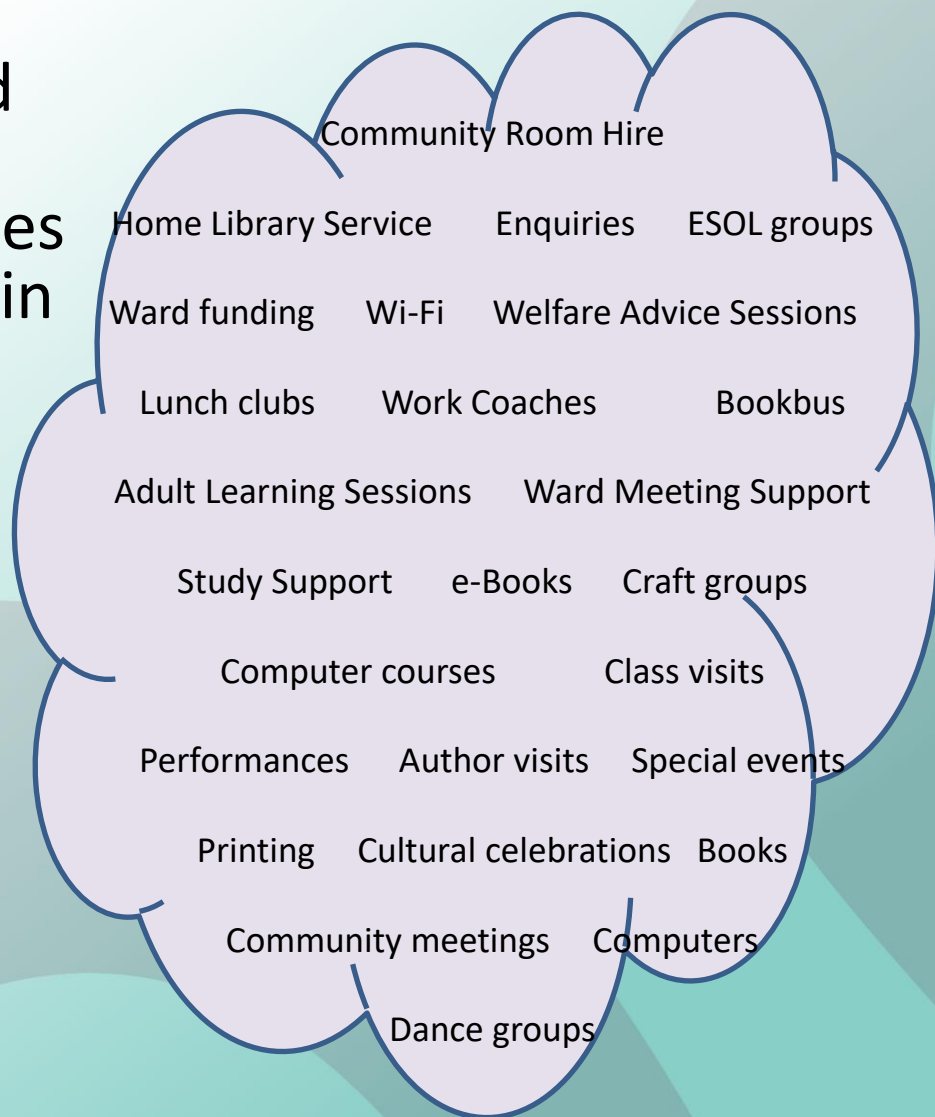 d
es
in
Community Room Hire
Home Library Service Enquiries ESOL groups
Ward funding Wi-Fi Welfare Advice Sessions
Lunch clubs Work Coaches Bookbus
Adult Learning Sessions Ward Meeting Support
Study Support e-Books Craft groups
Computer courses Class visits
Performances Author visits Special events
Printing Cultural celebrations Books
Community meetings Computers
Dance groups